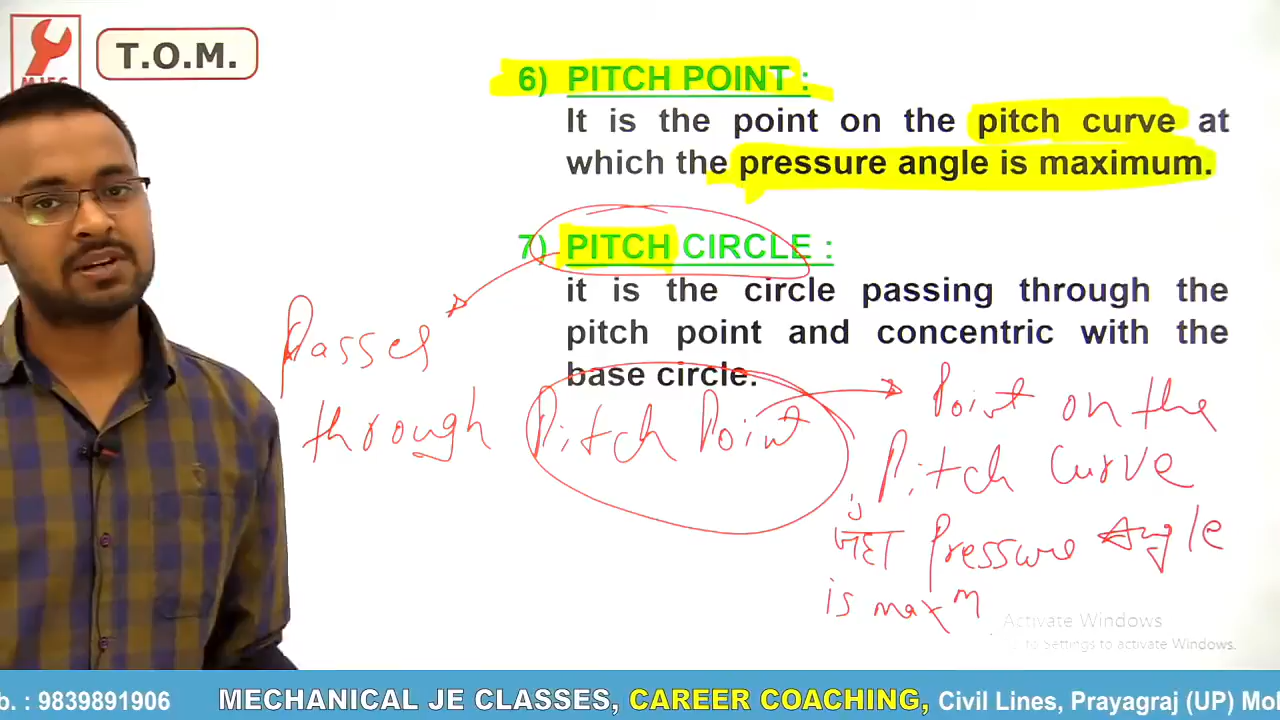 T.O.M.
MJEC
6) PITCH POINT :
It is the point on the pitch curve at
which the pressure angle is maximum.
7) PITCH CIRCLE :
it is the circle passing through the
pitch point and concentric with the
base circle.
Passes
through Pitch Point
Point on the
Pitch Curve
जहाँ Pressure Angle
is maxm
Activate Windows
to Settings to activate Windows.
b. : 9839891906 MECHANICAL JE CLASSES, CAREER COACHING, Civil Lines, Prayagraj (UP) Mo